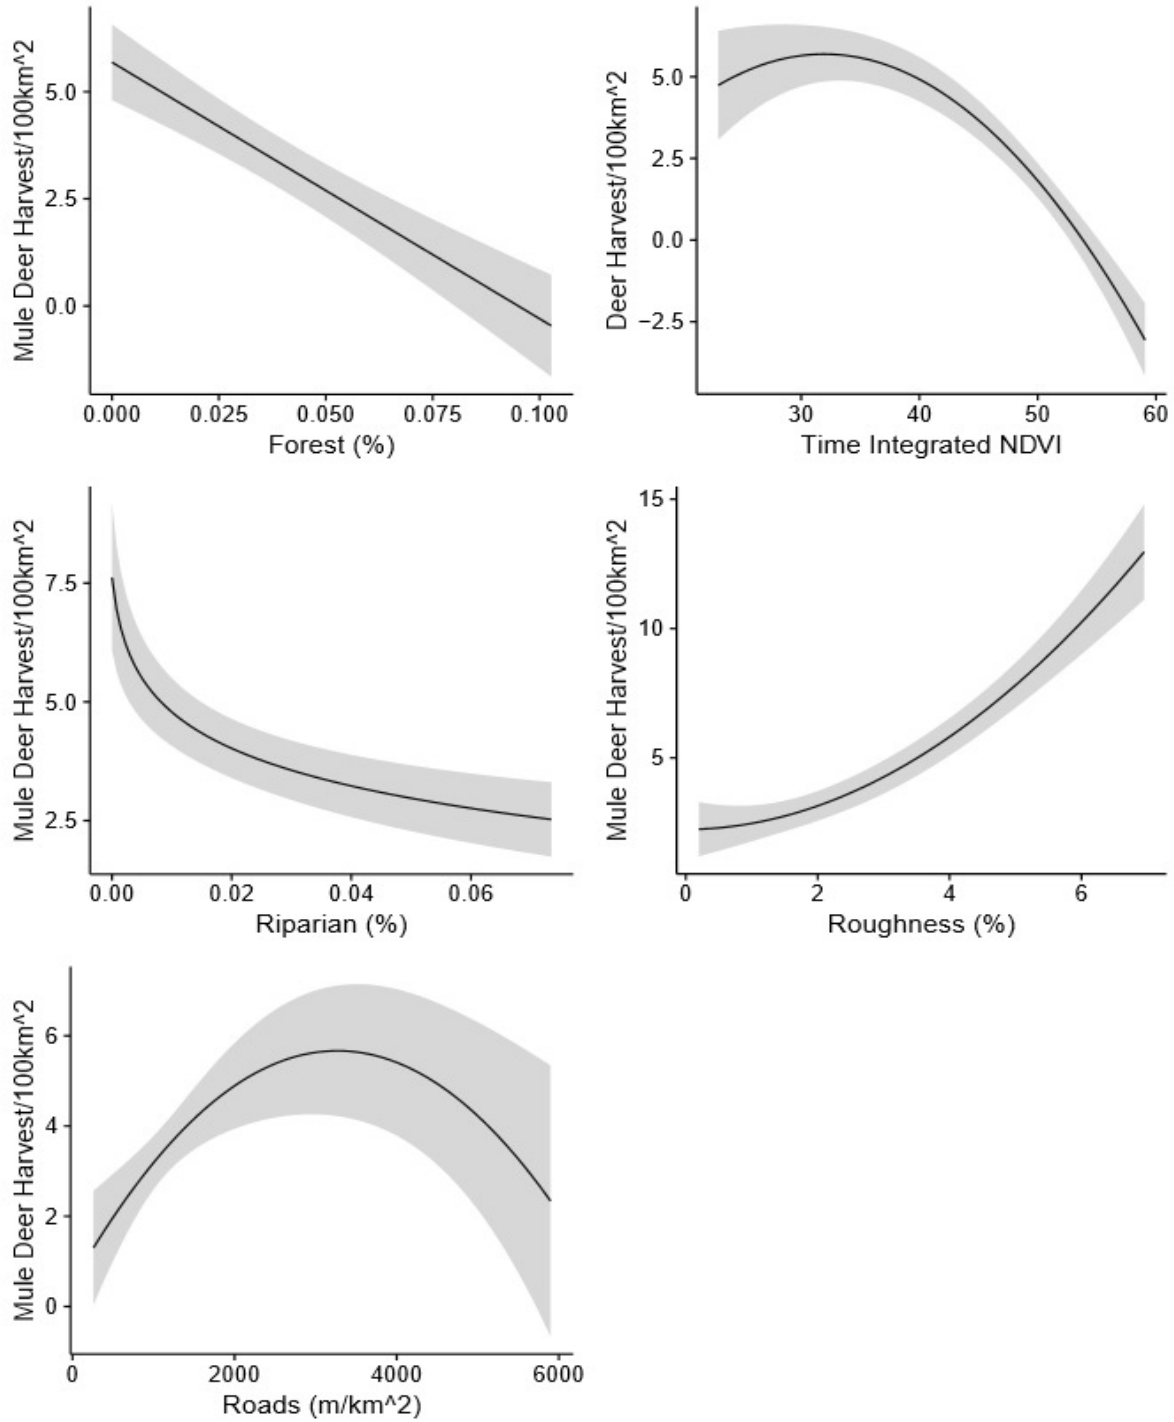 Mule Deer Harvest/100km^2
5.0
2.5
0.0
0.000 0.025 0.050 0.075 0.100
Forest (%)
Deer Harvest/100km^2
5.0
2.5
0.0
−2.5
30 40 50 60
Time Integrated NDVI
Mule Deer Harvest/100km^2
7.5
5.0
2.5
0.00 0.02 0.04 0.06
Riparian (%)
Mule Deer Harvest/100km^2
15
10
5
0 2 4 6
Roughness (%)
Mule Deer Harvest/100km^2
6
4
2
0
0 2000 4000 6000
Roads (m/km^2)